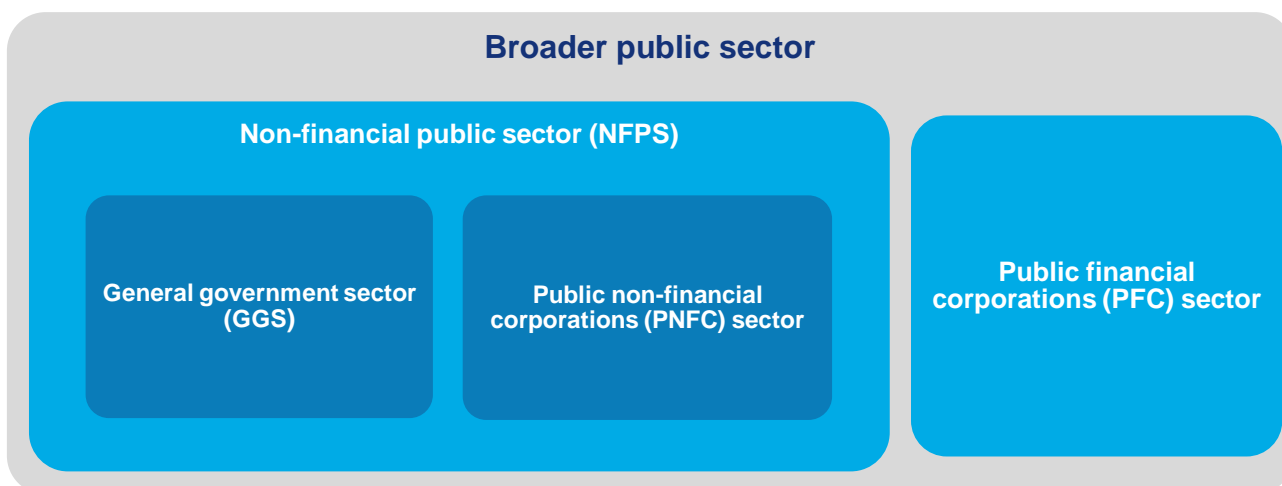 Broader public sector
Non-financial public sector (NFPS)
General government sector
(GGS)
Public non-financial
corporations (PNFC) sector
Public financial
corporations (PFC) sector